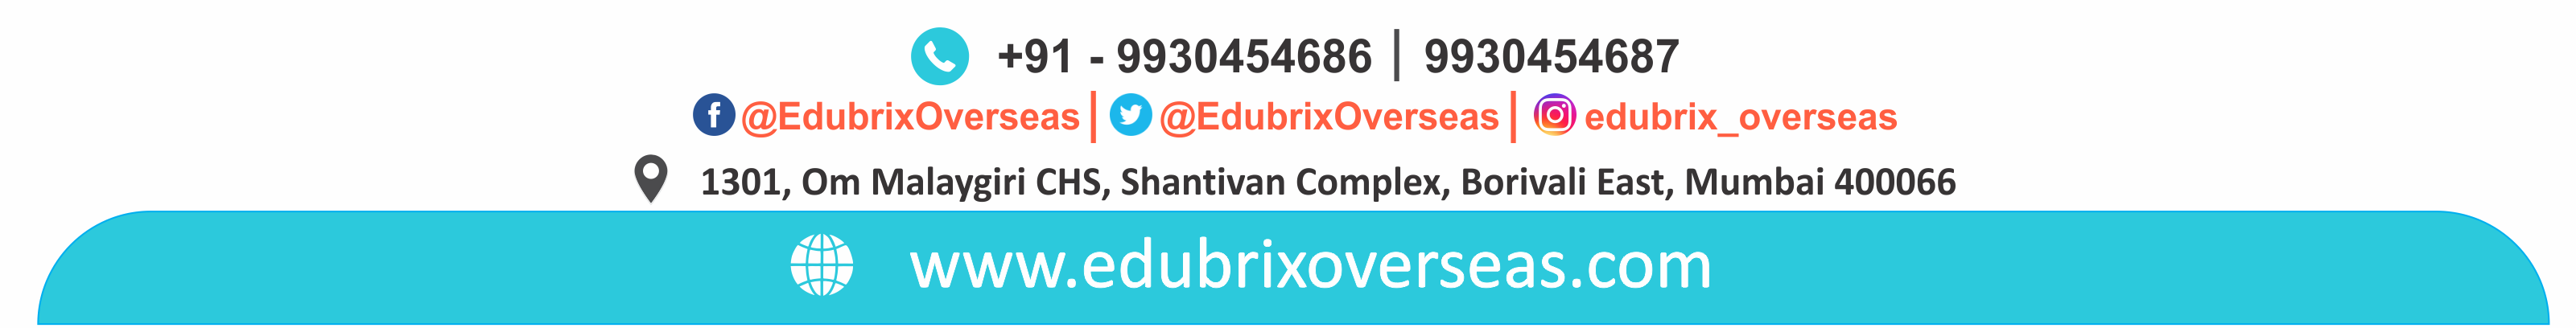 +91 - 9930454686 | 9930454687
@EdubrixOverseas | @EdubrixOverseas | edubrix_overseas
1301, Om Malaygiri CHS, Shantivan Complex, Borivali East, Mumbai 400066
www.edubrixoverseas.com